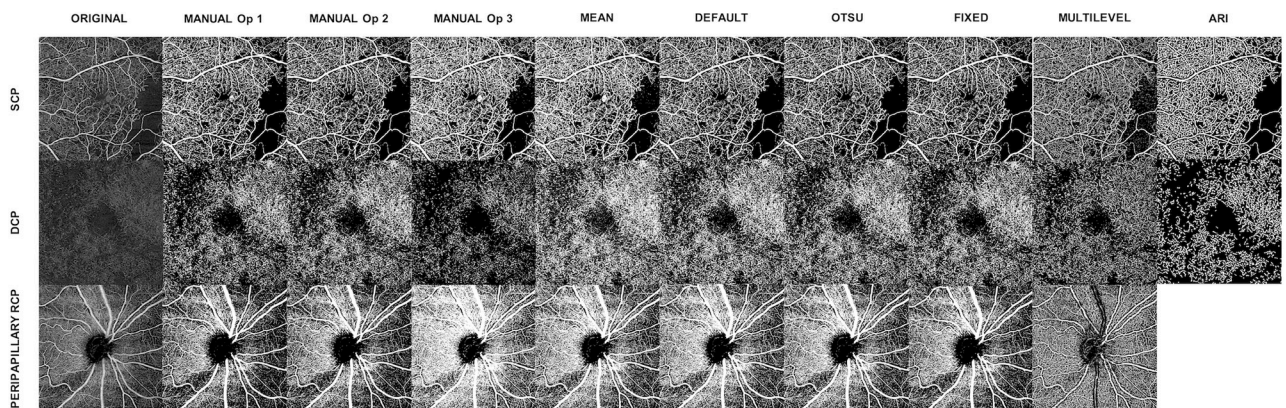 ORIGINAL MANUAL Op 1 MANUAL Op 2 MANUAL Op 3 MEAN DEFAULT OTSU FIXED MULTILEVEL ARI
SCP
DCP
PERIPAPILLARY RCP